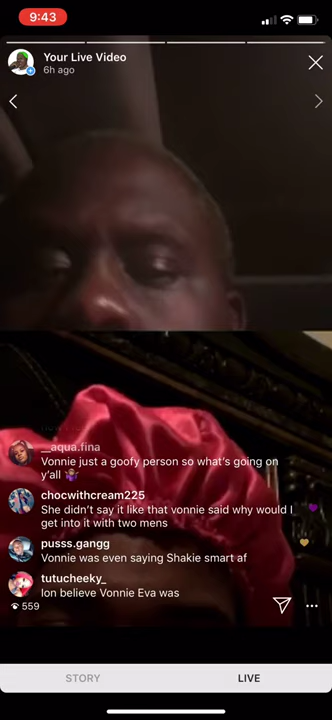 9:43
Your Live Video
6h ago
__aqua.fina
Vonnie just a goofy person so what's going on
y'all
chocwithcream225
She didn't say it like that vonnie said why would I
get into it with two mens
pusss.gangg
Vonnie was even saying Shakie smart af
tutucheeky_
Ion believe Vonnie Eva was
559
STORY
LIVE